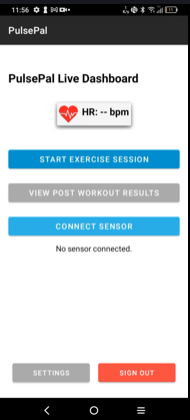 11:56
PulsePal
PulsePal Live Dashboard
HR: -- bpm
START EXERCISE SESSION
VIEW POST WORKOUT RESULTS
CONNECT SENSOR
No sensor connected.
SETTINGS
SIGN OUT